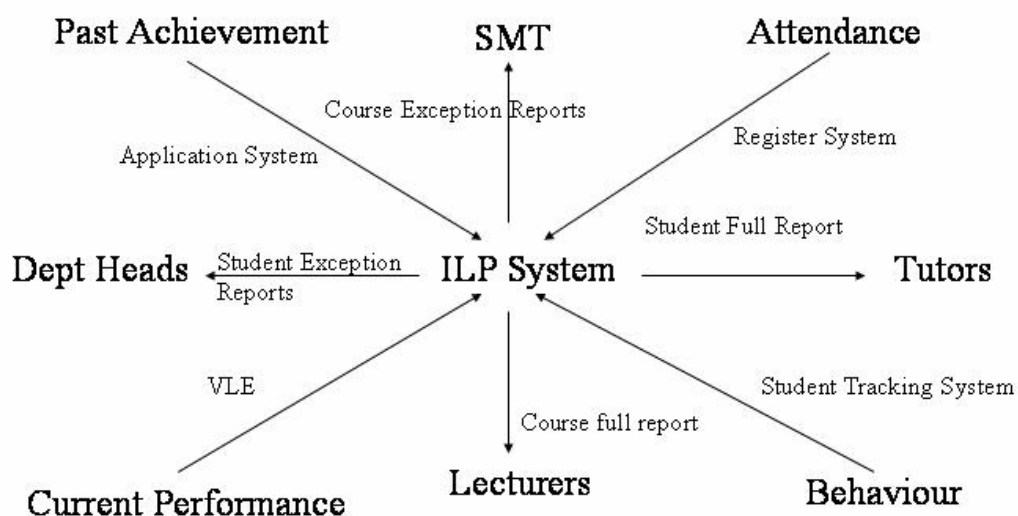 Past Achievement
SMT
Attendance
Course Exception Reports
Register System
Application System
Student Full Report
Dept Heads
Student Exception
Reports
ILP System
Tutors
VLE
Student Tracking System
Course full report
Current Performance
Lecturers
Behaviour